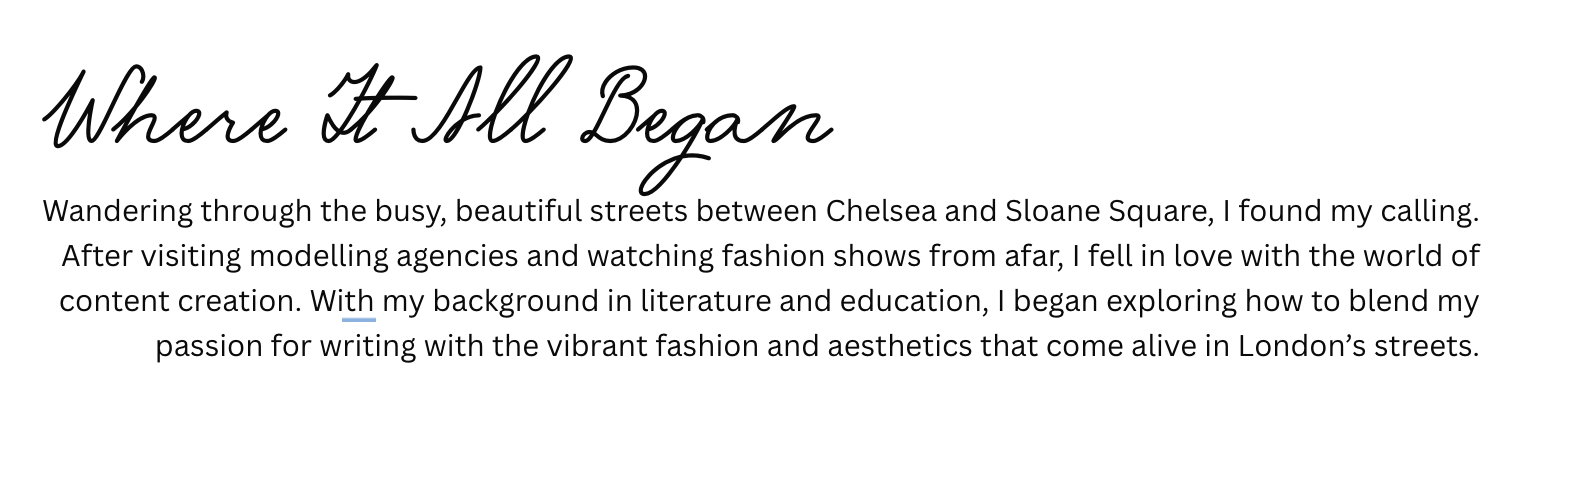 Where It All Began
Wandering through the busy, beautiful streets between Chelsea and Sloane Square, I found my calling.
After visiting modelling agencies and watching fashion shows from afar, I fell in love with the world of
content creation. With my background in literature and education, I began exploring how to blend my
passion for writing with the vibrant fashion and aesthetics that come alive in London’s streets.